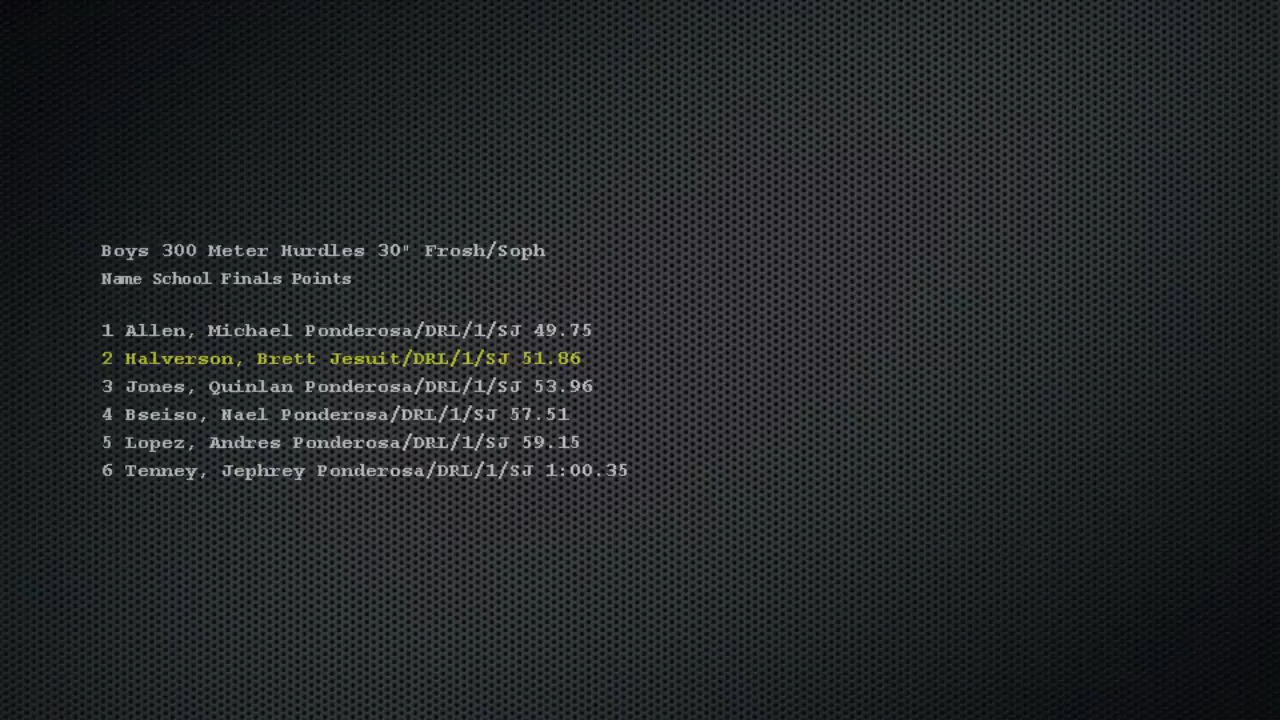 Boys 300 Meter Hurdles 30" Frosh/Soph
Name School Finals Points
1 Allen, Michael Ponderosa/DRL/1/SJ 49.75
2 Halverson, Brett Jesuit/DRL/1/SJ 51.86
3 Jones, Quinlan Ponderosa/DRL/1/SJ 53.96
4 Bseiso, Nael Ponderosa/DRL/1/SJ 57.51
5 Lopez, Andres Ponderosa/DRL/1/SJ 59.15
6 Tenney, Jephrey Ponderosa/DRL/1/SJ 1:00.35